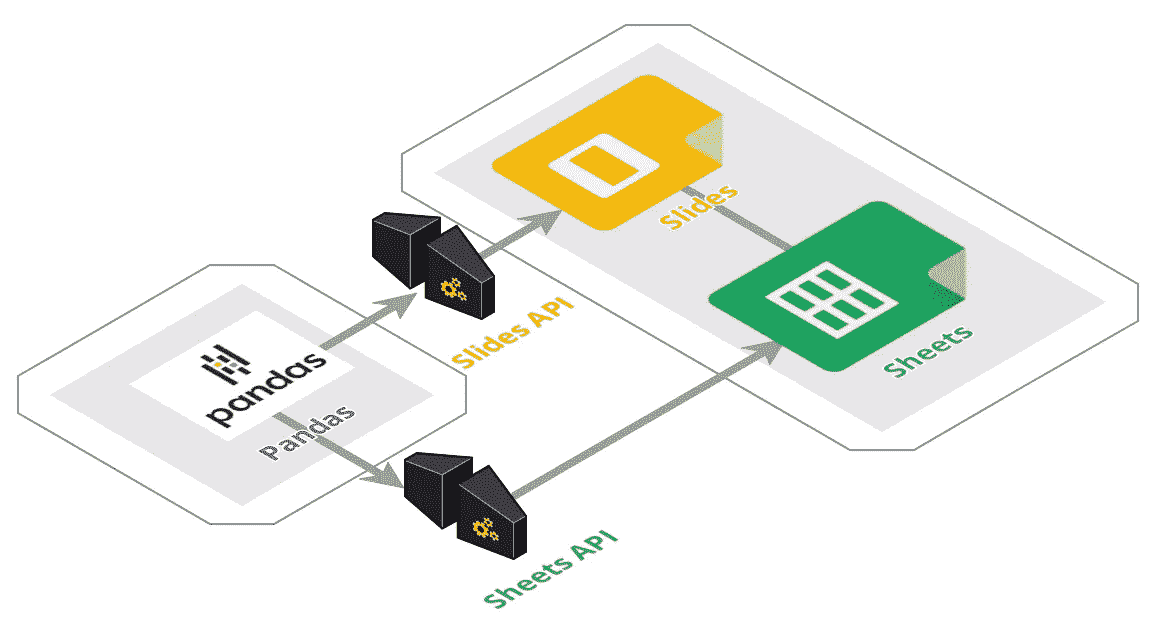 Slides
Sheets
Slides API
pandas
Pandas
Sheets API